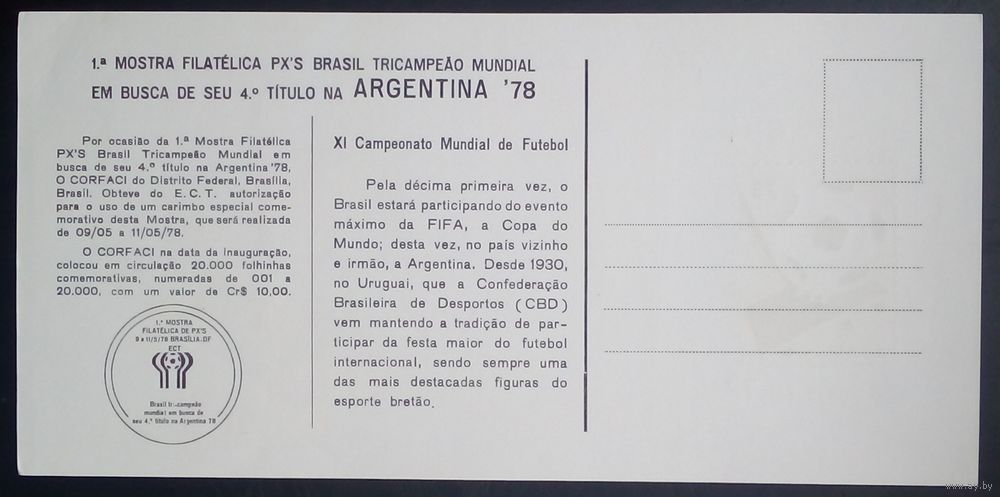 1.ª MOSTRA FILATÉLICA PX'S BRASIL TRICAMPEÃO MUNDIAL
EM BUSCA DE SEU 4.º TÍTULO NA ARGENTINA '78
Por ocasião da 1.ª Mostra Filatélica
PX'S Brasil Tricampeão Mundial em
busca de seu 4.º título na Argentina '78,
O CORFACI do Distrito Federal, Brasília,
Brasil. Obteve do E.C.T. autorização
para o uso de um carimbo especial come-
morativo desta Mostra, que será realizada
de 09/05 a 11/05/78.
O CORFACI na data da inauguração,
colocou em circulação 20.000 folhinhas
comemorativas, numeradas de 001 a
20.000, com um valor de Cr$ 10,00.
1.ª MOSTRA
FILATÉLICA DE PX'S
9 a 11/5/78 BRASÍLIA-DF
ECT
Brasil tri-campeão
mundial em busca de
seu 4.º título na Argentina 78
XI Campeonato Mundial de Futebol
Pela décima primeira vez, o
Brasil estará participando do evento
máximo da FIFA, a Copa do
Mundo; desta vez, no país vizinho
e irmão, a Argentina. Desde 1930,
no Uruguai, que a Confederação
Brasileira de Desportos (CBD)
vem mantendo a tradição de par-
ticipar da festa maior do futebol
internacional, sendo sempre uma
das mais destacadas figuras do
esporte bretão.
www.ay.by